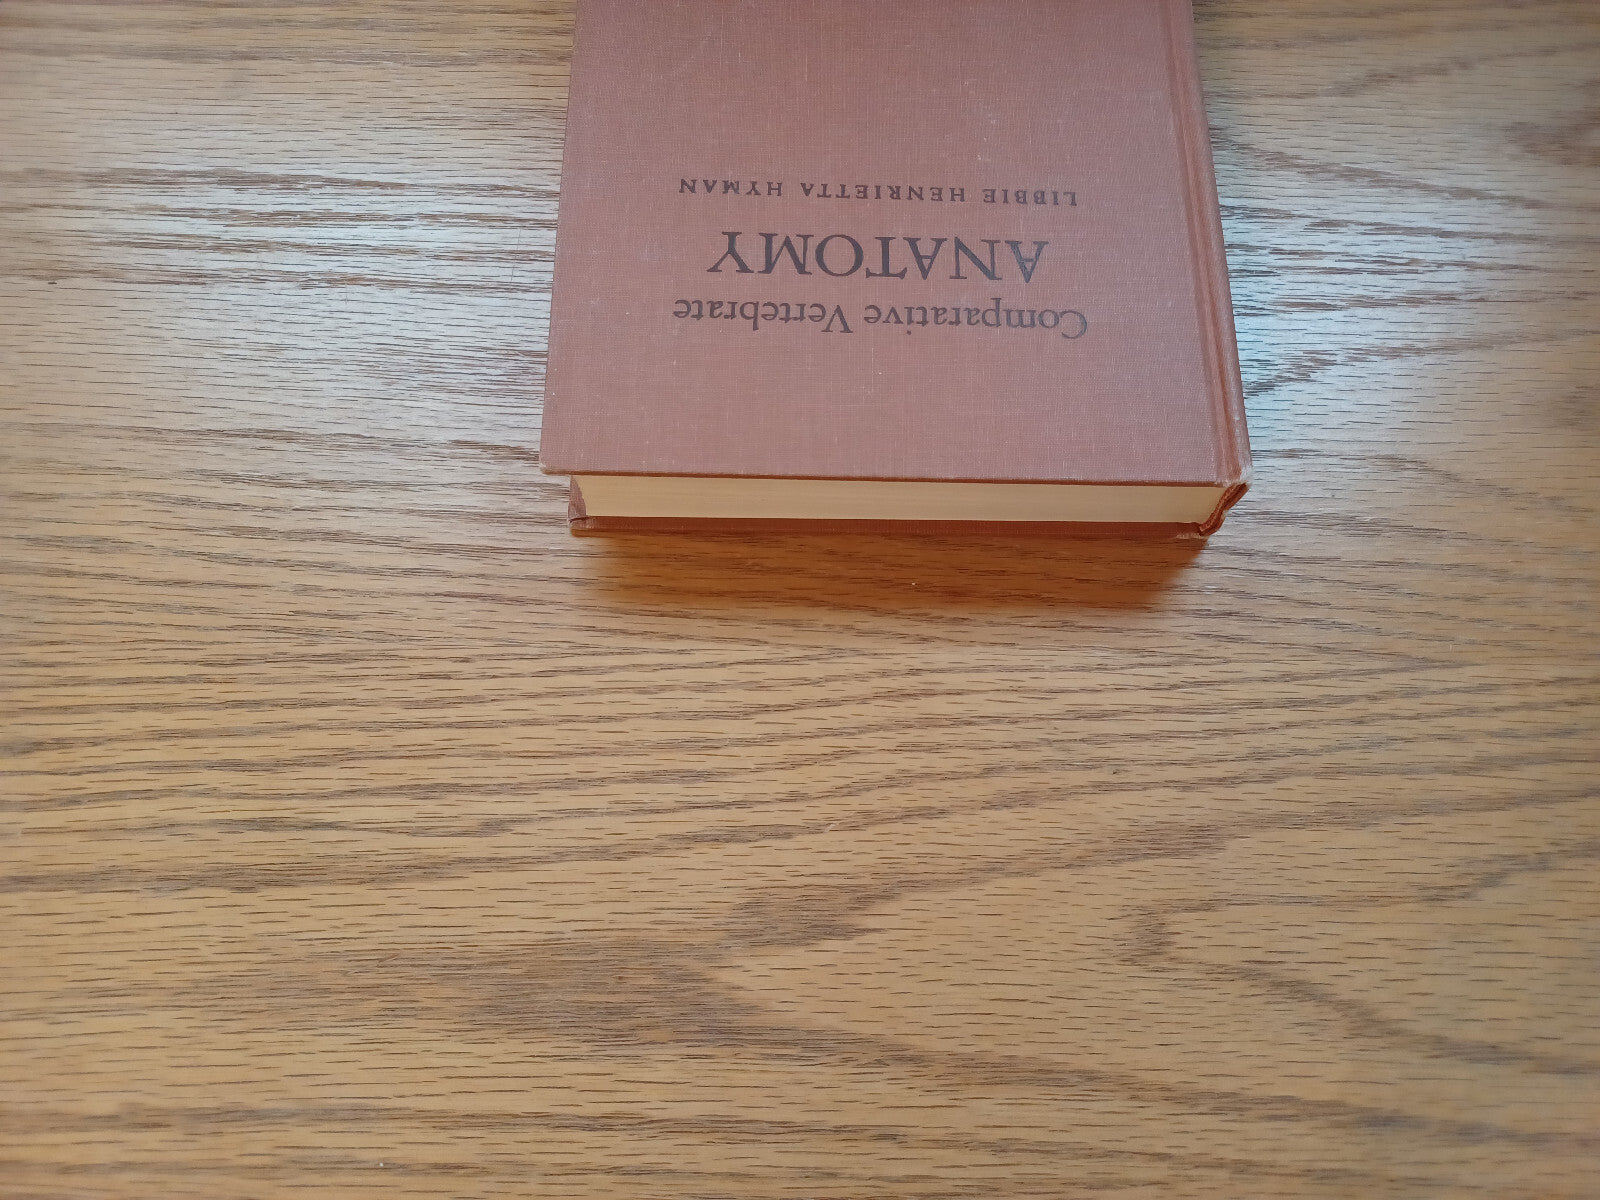 Comparative Vertebrate
ANATOMY
LIBBIE HENRIETTA HYMAN